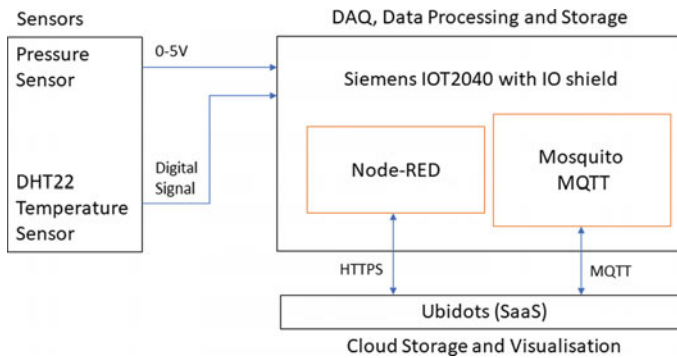 Sensors
DAQ, Data Processing and Storage
Pressure
Sensor
0-5V
Siemens IOT2040 with IO shield
Node-RED
Mosquito
MQTT
Digital
Signal
DHT22
Temperature
Sensor
HTTPS
MQTT
Ubidots (SaaS)
Cloud Storage and Visualisation